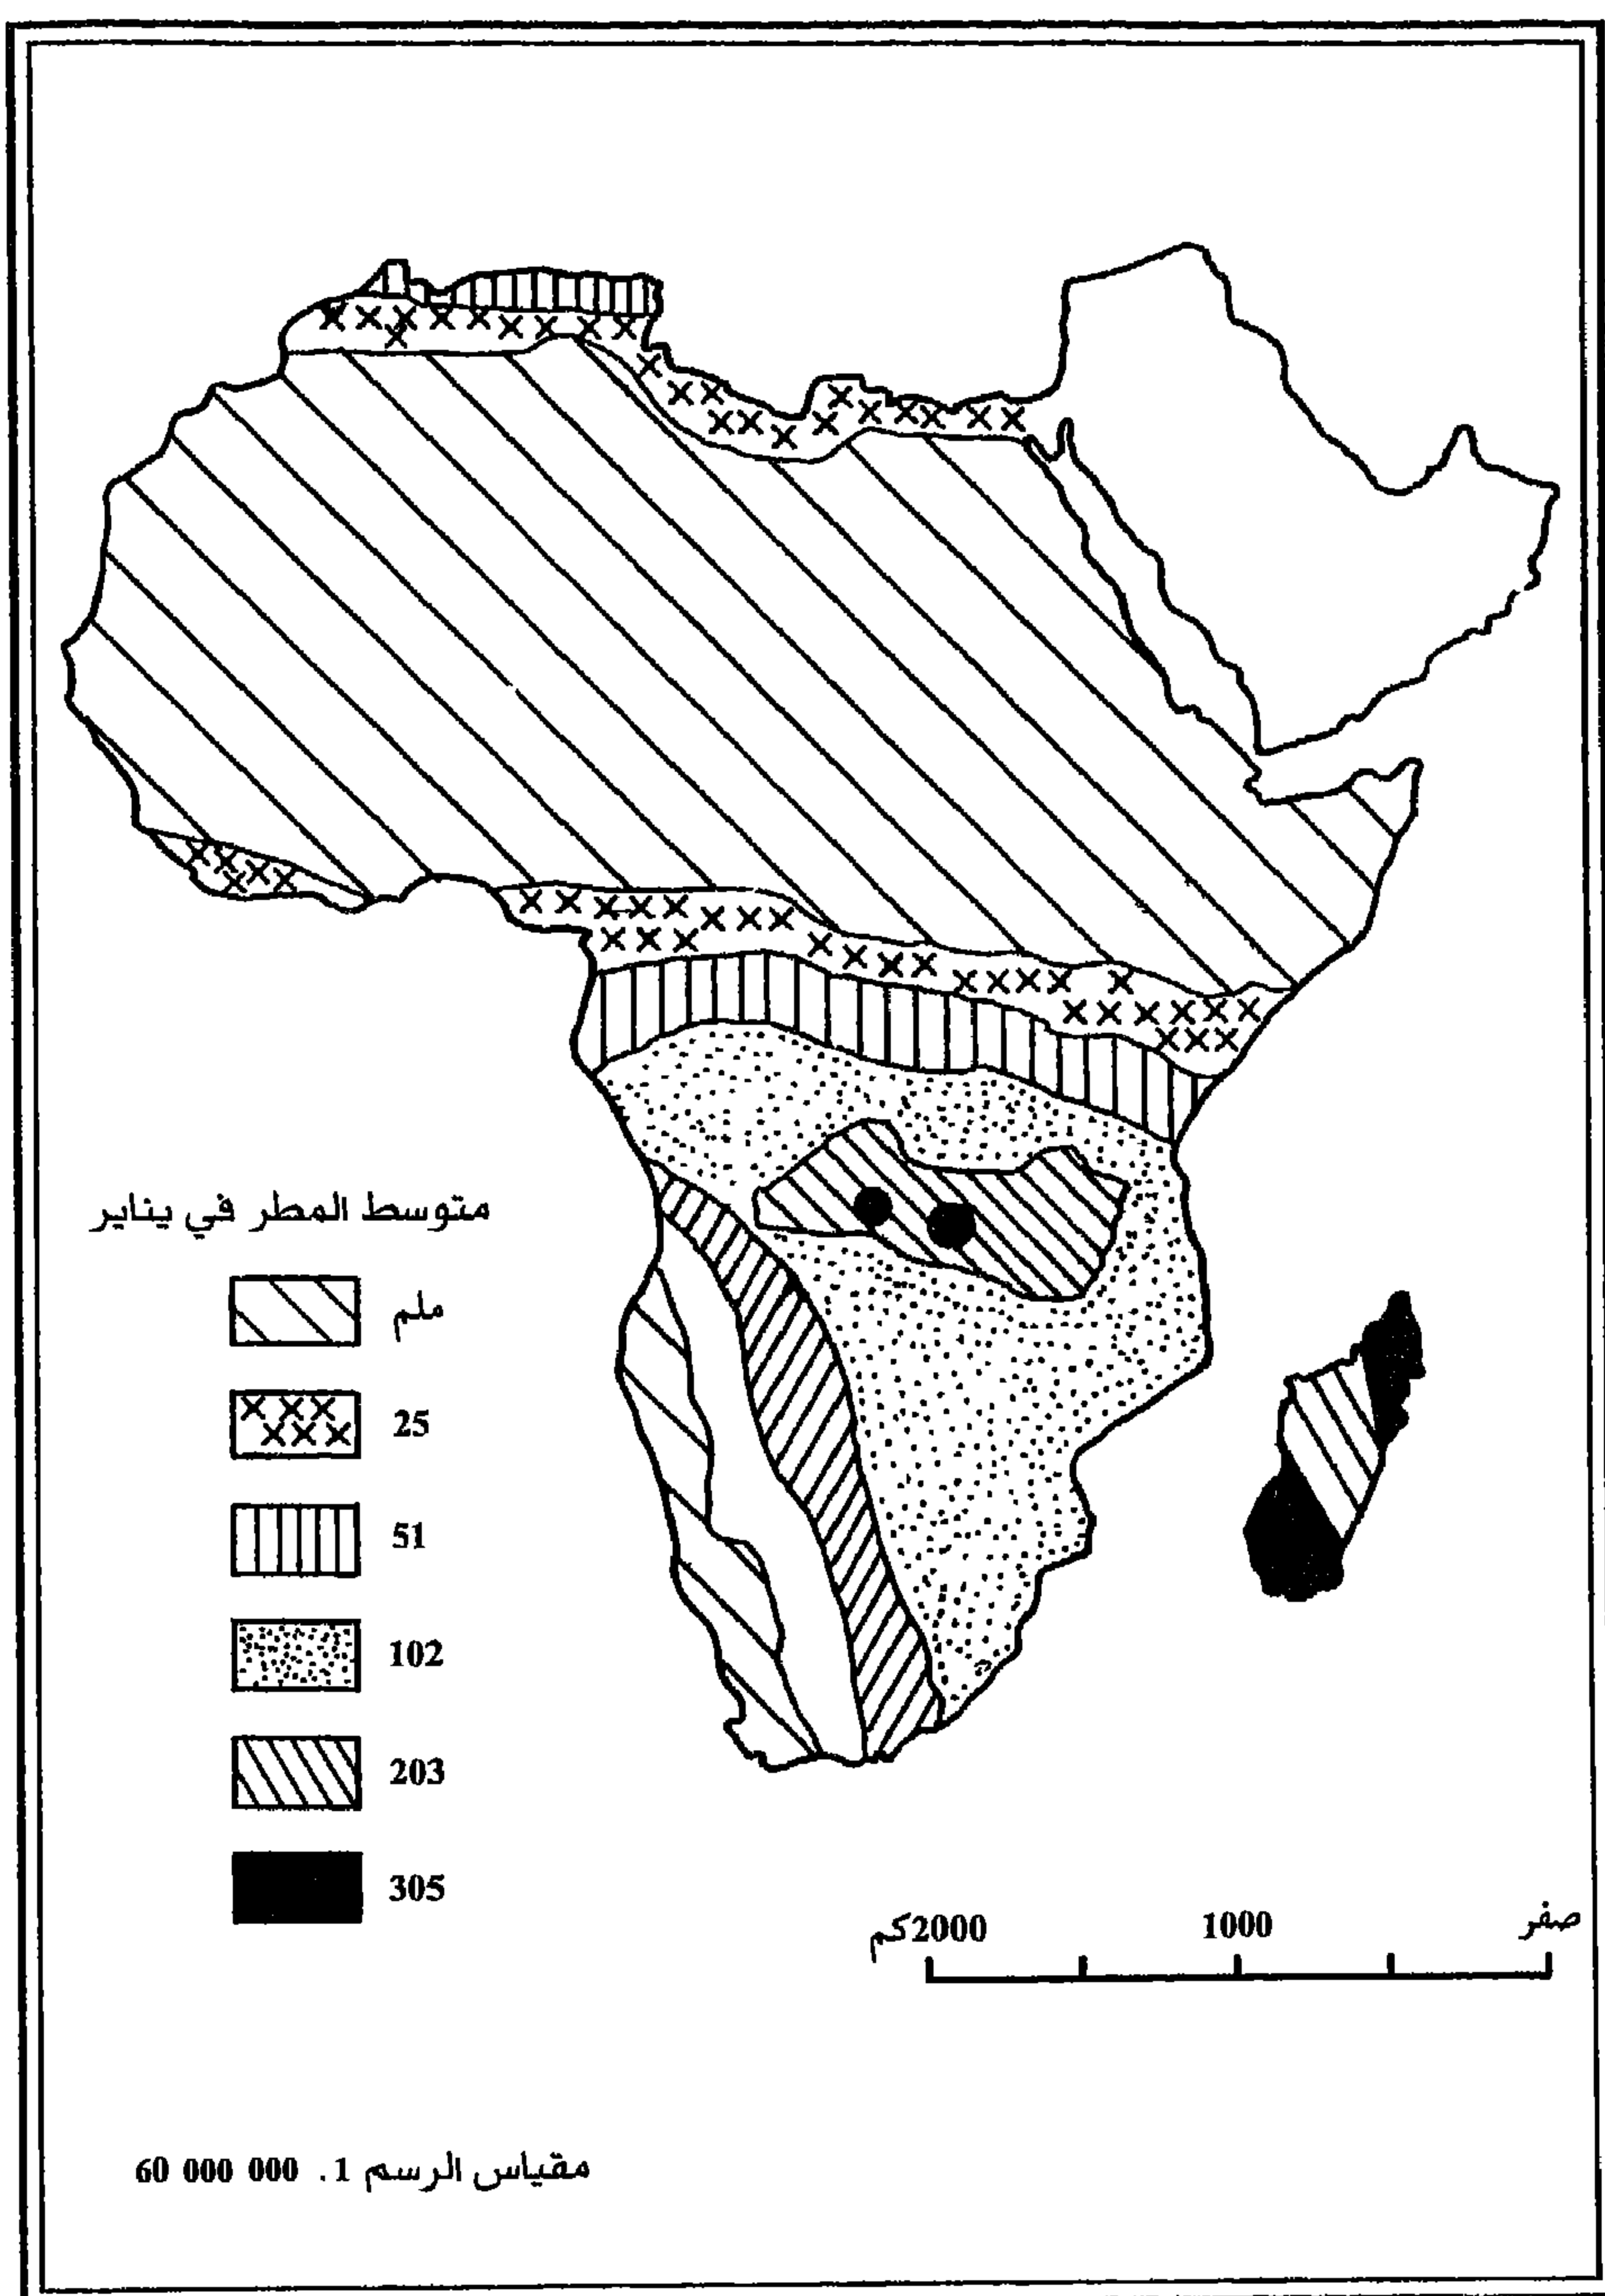 متوسط المطر في يناير
ملم
25
51
102
203
305
صفر 1000 2000كم
مقياس الرسم 1. 000 000 60